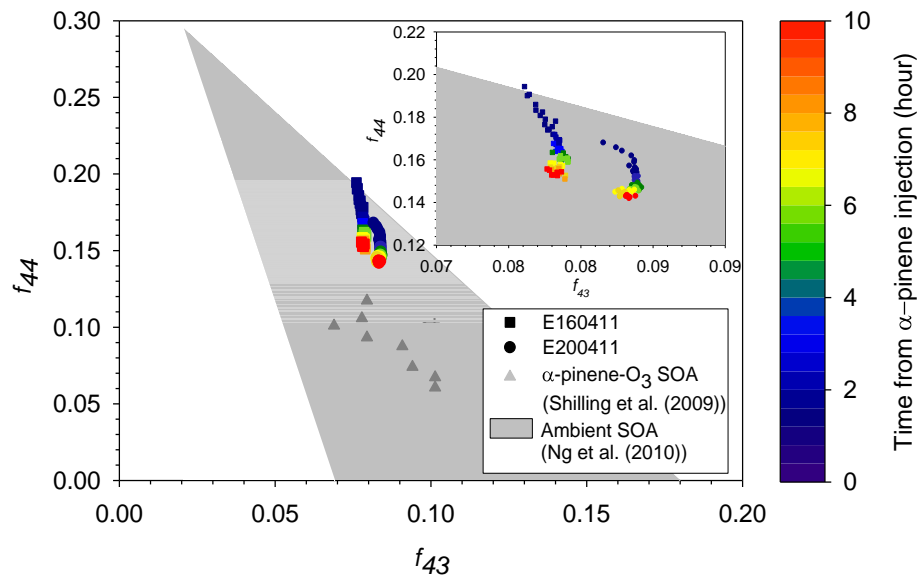 0.30
0.25
0.20
0.15
0.10
0.05
0.00
f44
0.00
0.05
0.10
0.15
0.20
f43
0.22
0.20
0.18
0.16
0.14
0.12
f44
0.07
0.08
0.08
0.09
0.09
f43
E160411
E200411
α-pinene-O3 SOA
(Shilling et al. (2009))
Ambient SOA
(Ng et al. (2010))
10
8
6
4
2
0
Time from α−pinene injection (hour)